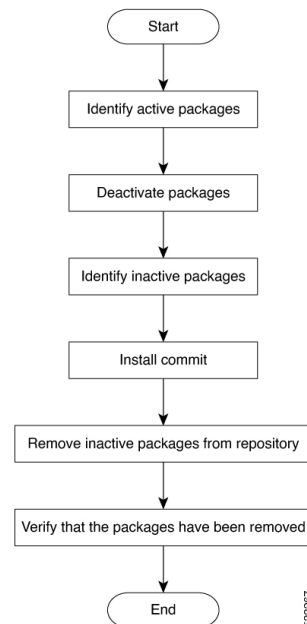 Start
Identify active packages
Deactivate packages
Identify inactive packages
Install commit
Remove inactive packages from repository
Verify that the packages have been removed
End